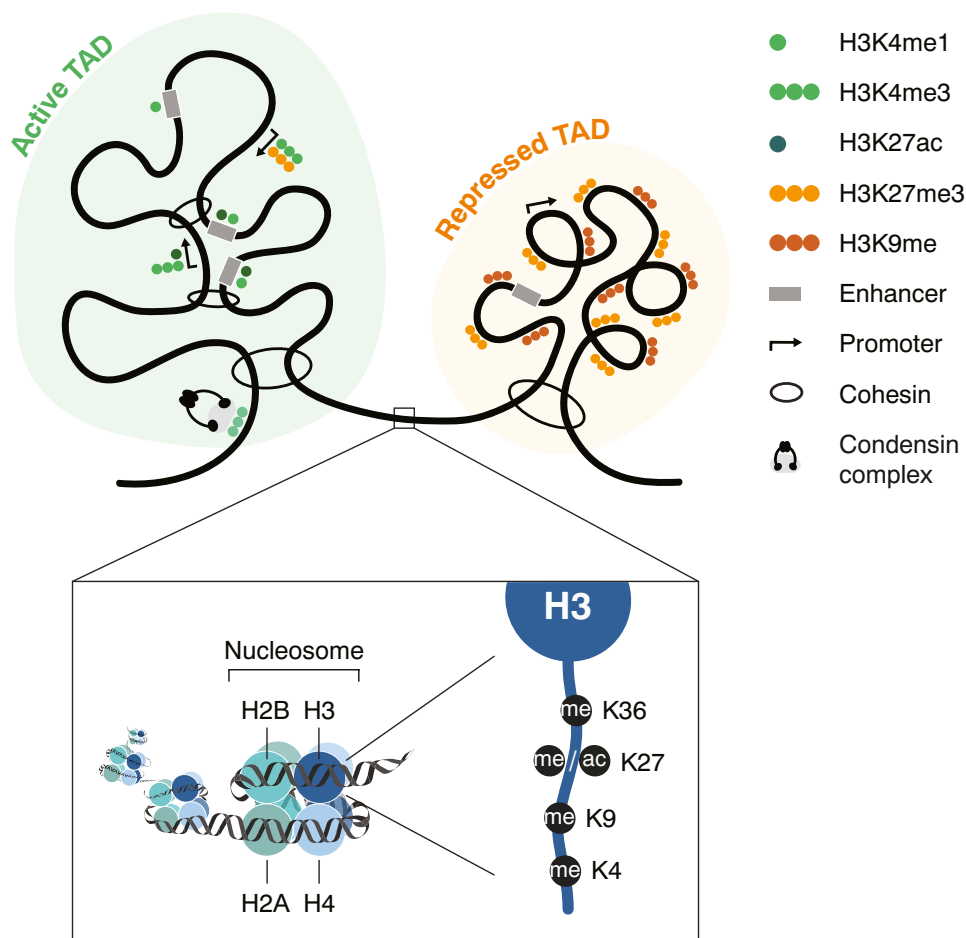 Active TAD
Repressed TAD
H3K4me1
H3K4me3
H3K27ac
H3K27me3
H3K9me
Enhancer
Promoter
Cohesin
Condensin
complex
Nucleosome
H2B H3
H2A H4
H3
me K36
me ac K27
me K9
me K4